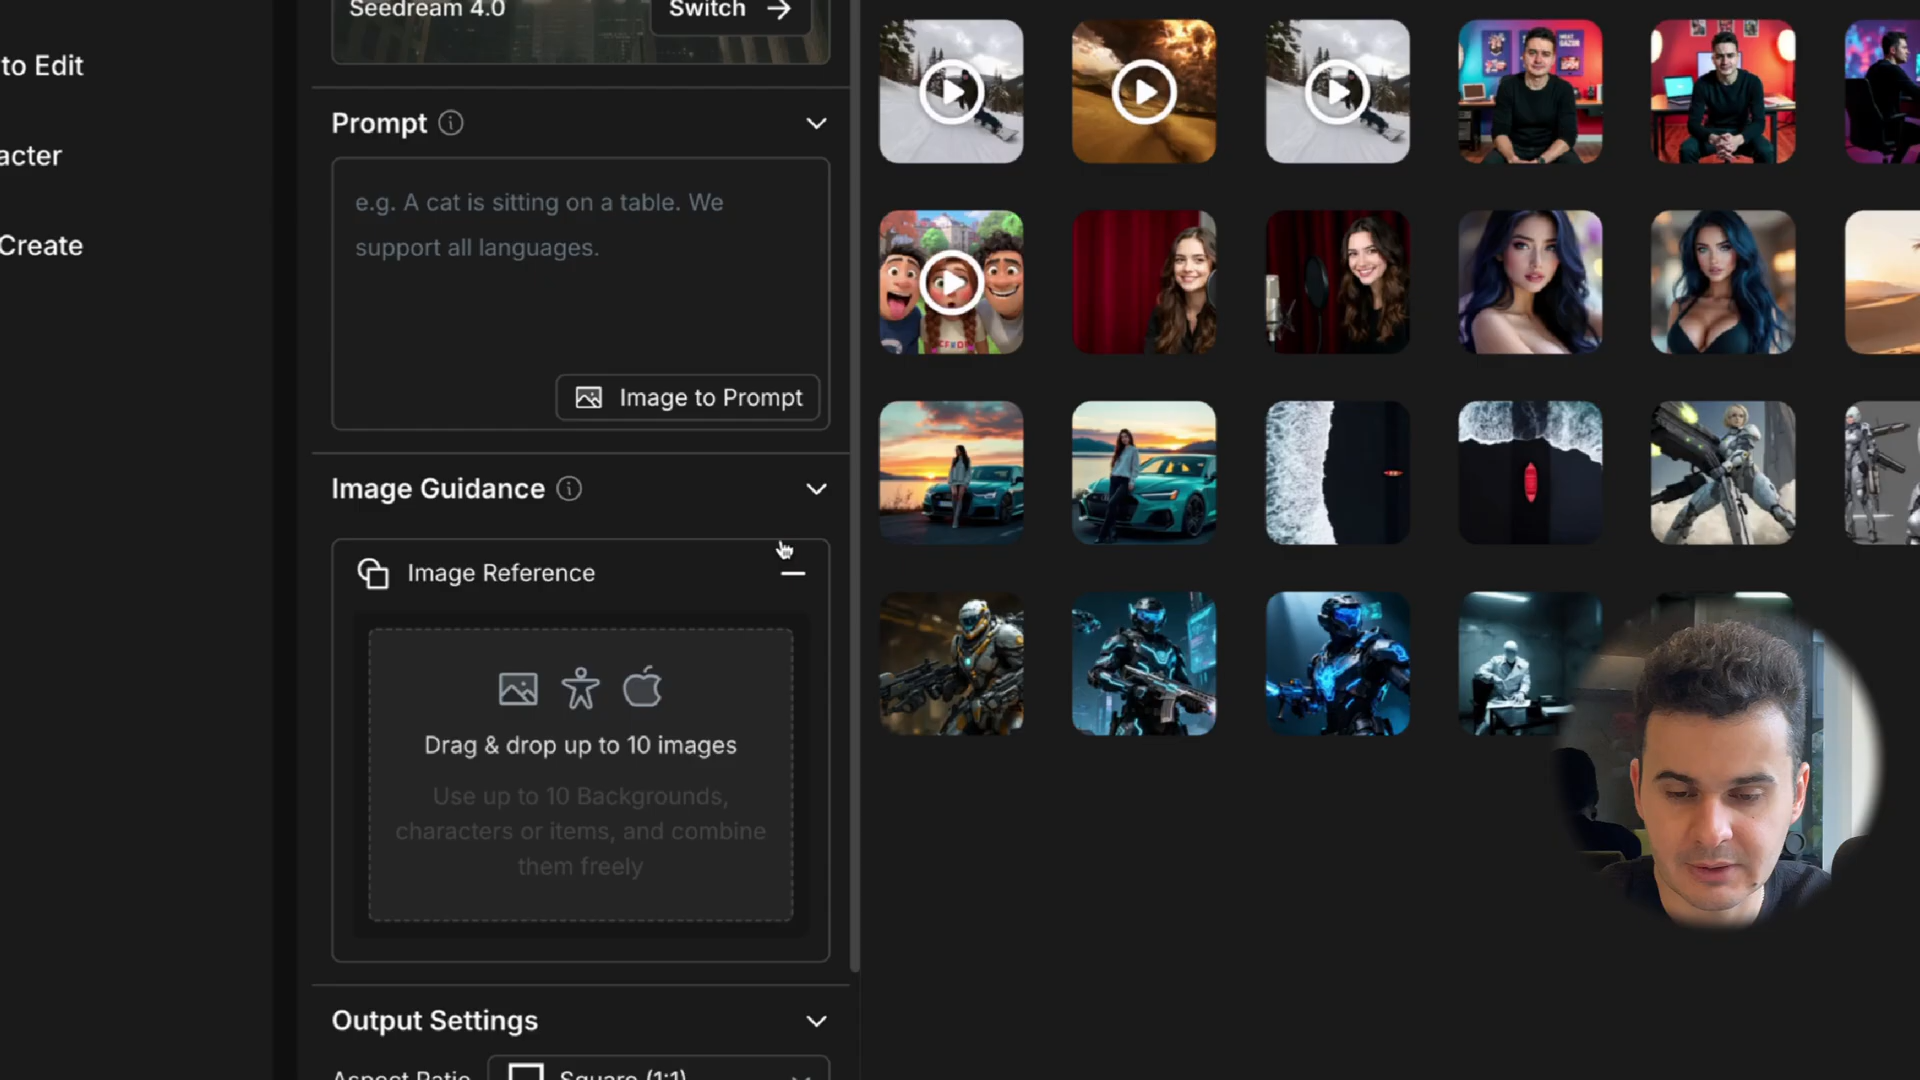 Seedream 4.0
Switch
to Edit
acter
Create
Prompt
e.g. A cat is sitting on a table. We
support all languages.
Image to Prompt
Image Guidance
Image Reference
Drag & drop up to 10 images
Use up to 10 Backgrounds,
characters or items, and combine
them freely
Output Settings
Aspect Ratio
Square (1:1)